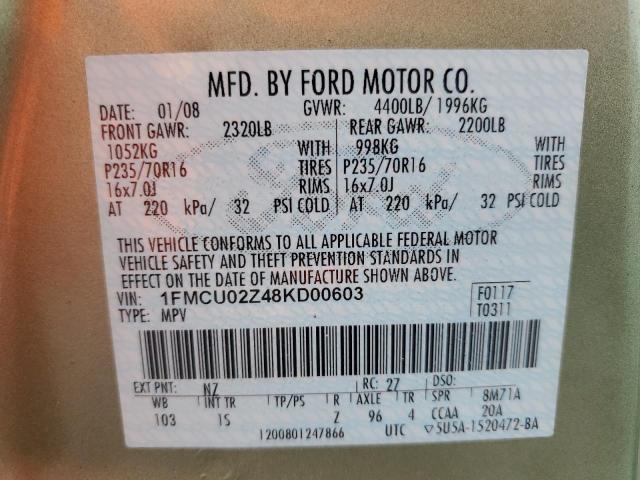 MFD. BY FORD MOTOR CO.
DATE: 01/08 GVWR: 4400LB/ 1996KG
FRONT GAWR: 2320LB REAR GAWR: 2200LB
1052KG WITH 998KG WITH
P235/70R16 TIRES P235/70R16 TIRES
16x7.0J RIMS 16x7.0J RIMS
AT 220 kPa/ 32 PSI COLD AT 220 kPa/ 32 PSI COLD
THIS VEHICLE CONFORMS TO ALL APPLICABLE FEDERAL MOTOR
VEHICLE SAFETY AND THEFT PREVENTION STANDARDS IN
EFFECT ON THE DATE OF MANUFACTURE SHOWN ABOVE.
VIN: 1FMCU02Z48KD00603 F0117
TYPE: MPV T0311
EXT PNT: NZ RC: 27 DSO:
WB INT TR TP/PS R AXLE TR SPR 8M71A
103 IS Z 96 4 CCAA 20A
1200801247866 UTC ▽5U5A-1520472-BA